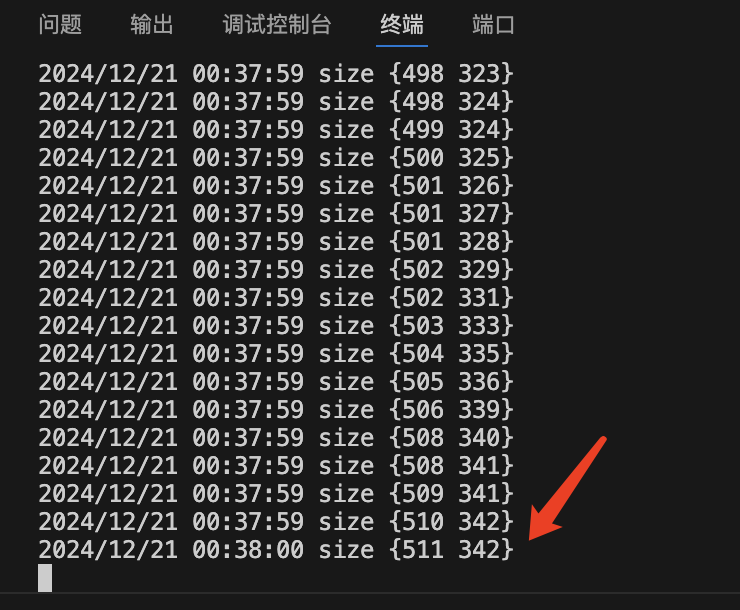 问题 输出 调试控制台 终端 端口
2024/12/21 00:37:59 size {498 323}
2024/12/21 00:37:59 size {498 324}
2024/12/21 00:37:59 size {499 324}
2024/12/21 00:37:59 size {500 325}
2024/12/21 00:37:59 size {501 326}
2024/12/21 00:37:59 size {501 327}
2024/12/21 00:37:59 size {501 328}
2024/12/21 00:37:59 size {502 329}
2024/12/21 00:37:59 size {502 331}
2024/12/21 00:37:59 size {503 333}
2024/12/21 00:37:59 size {504 335}
2024/12/21 00:37:59 size {505 336}
2024/12/21 00:37:59 size {506 339}
2024/12/21 00:37:59 size {508 340}
2024/12/21 00:37:59 size {508 341}
2024/12/21 00:37:59 size {509 341}
2024/12/21 00:37:59 size {510 342}
2024/12/21 00:38:00 size {511 342}